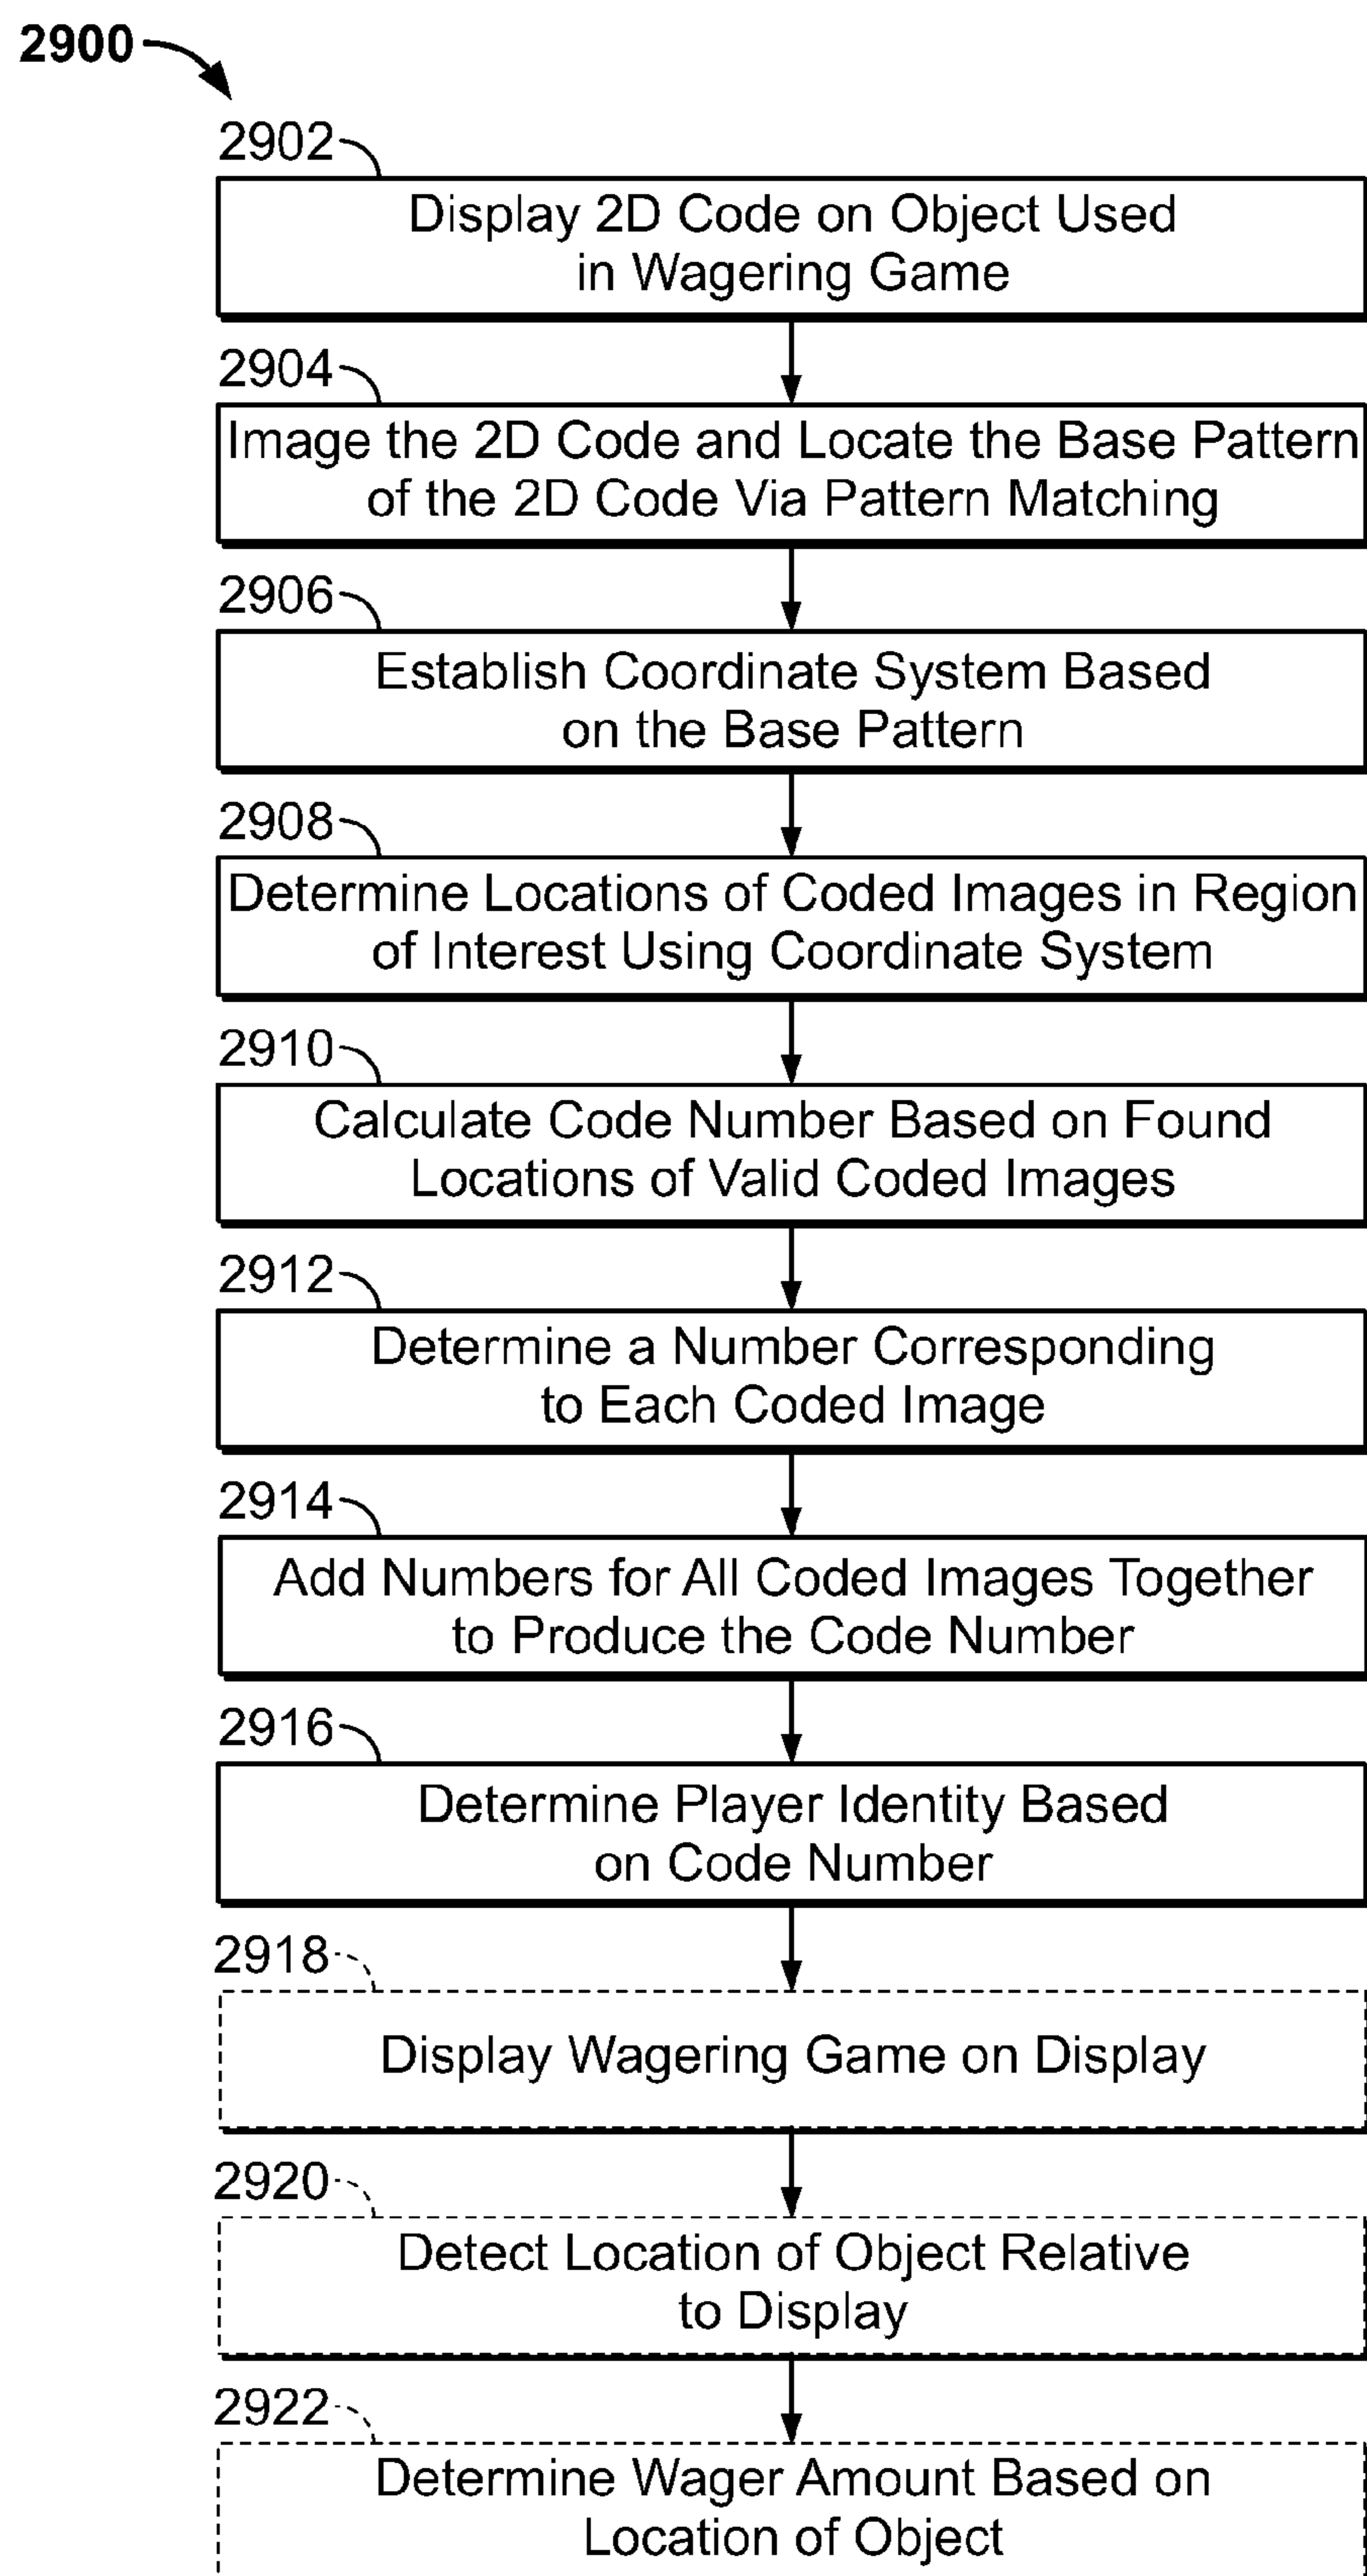 2900
2902
Display 2D Code on Object Used
in Wagering Game
2904
Image the 2D Code and Locate the Base Pattern
of the 2D Code Via Pattern Matching
2906
Establish Coordinate System Based
on the Base Pattern
2908
Determine Locations of Coded Images in Region
of Interest Using Coordinate System
2910
Calculate Code Number Based on Found
Locations of Valid Coded Images
2912
Determine a Number Corresponding
to Each Coded Image
2914
Add Numbers for All Coded Images Together
to Produce the Code Number
2916
Determine Player Identity Based
on Code Number
2918
Display Wagering Game on Display
2920
Detect Location of Object Relative
to Display
2922
Determine Wager Amount Based on
Location of Object